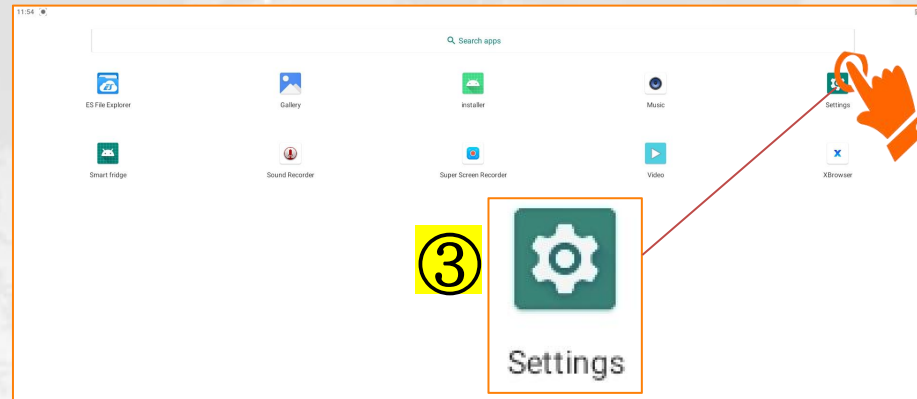 11:54
Search apps
ES File Explorer
Gallery
installer
Music
Settings
Smart fridge
Sound Recorder
Super Screen Recorder
Video
XBrowser
③
Settings